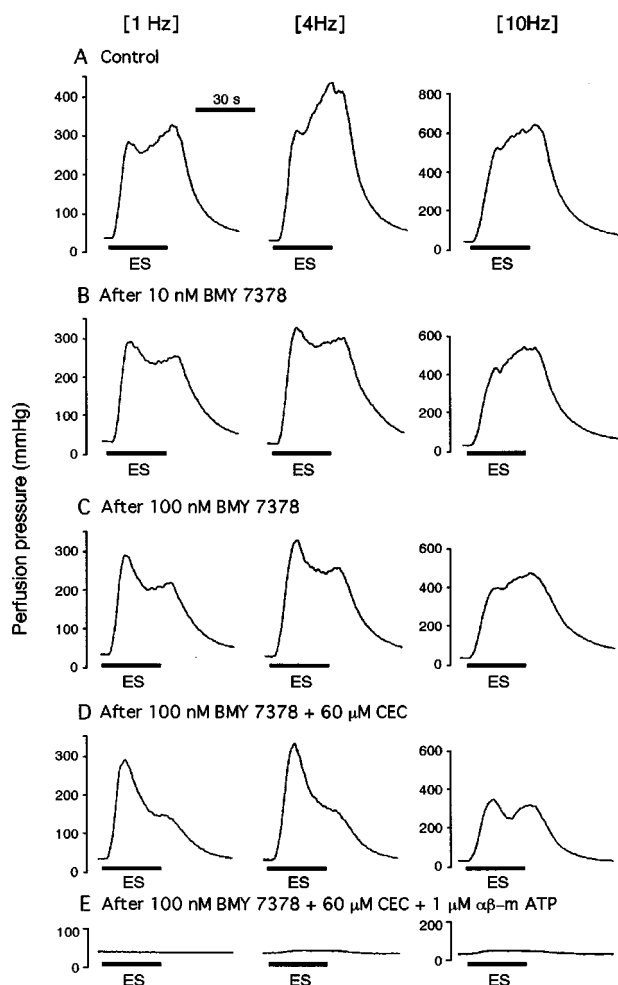 [1 Hz] [4Hz] [10Hz]
A Control
30 s
400
300
200
100
0
800
600
400
200
0
ES ES ES
B After 10 nM BMY 7378
300
200
100
0
600
400
200
0
ES ES ES
Perfusion pressure (mmHg)
C After 100 nM BMY 7378
300
200
100
0
600
400
200
0
ES ES ES
D After 100 nM BMY 7378 + 60 μM CEC
300
200
100
0
600
400
200
0
ES ES ES
E After 100 nM BMY 7378 + 60 μM CEC + 1 μM αβ–m ATP
100
0
200
0
ES ES ES